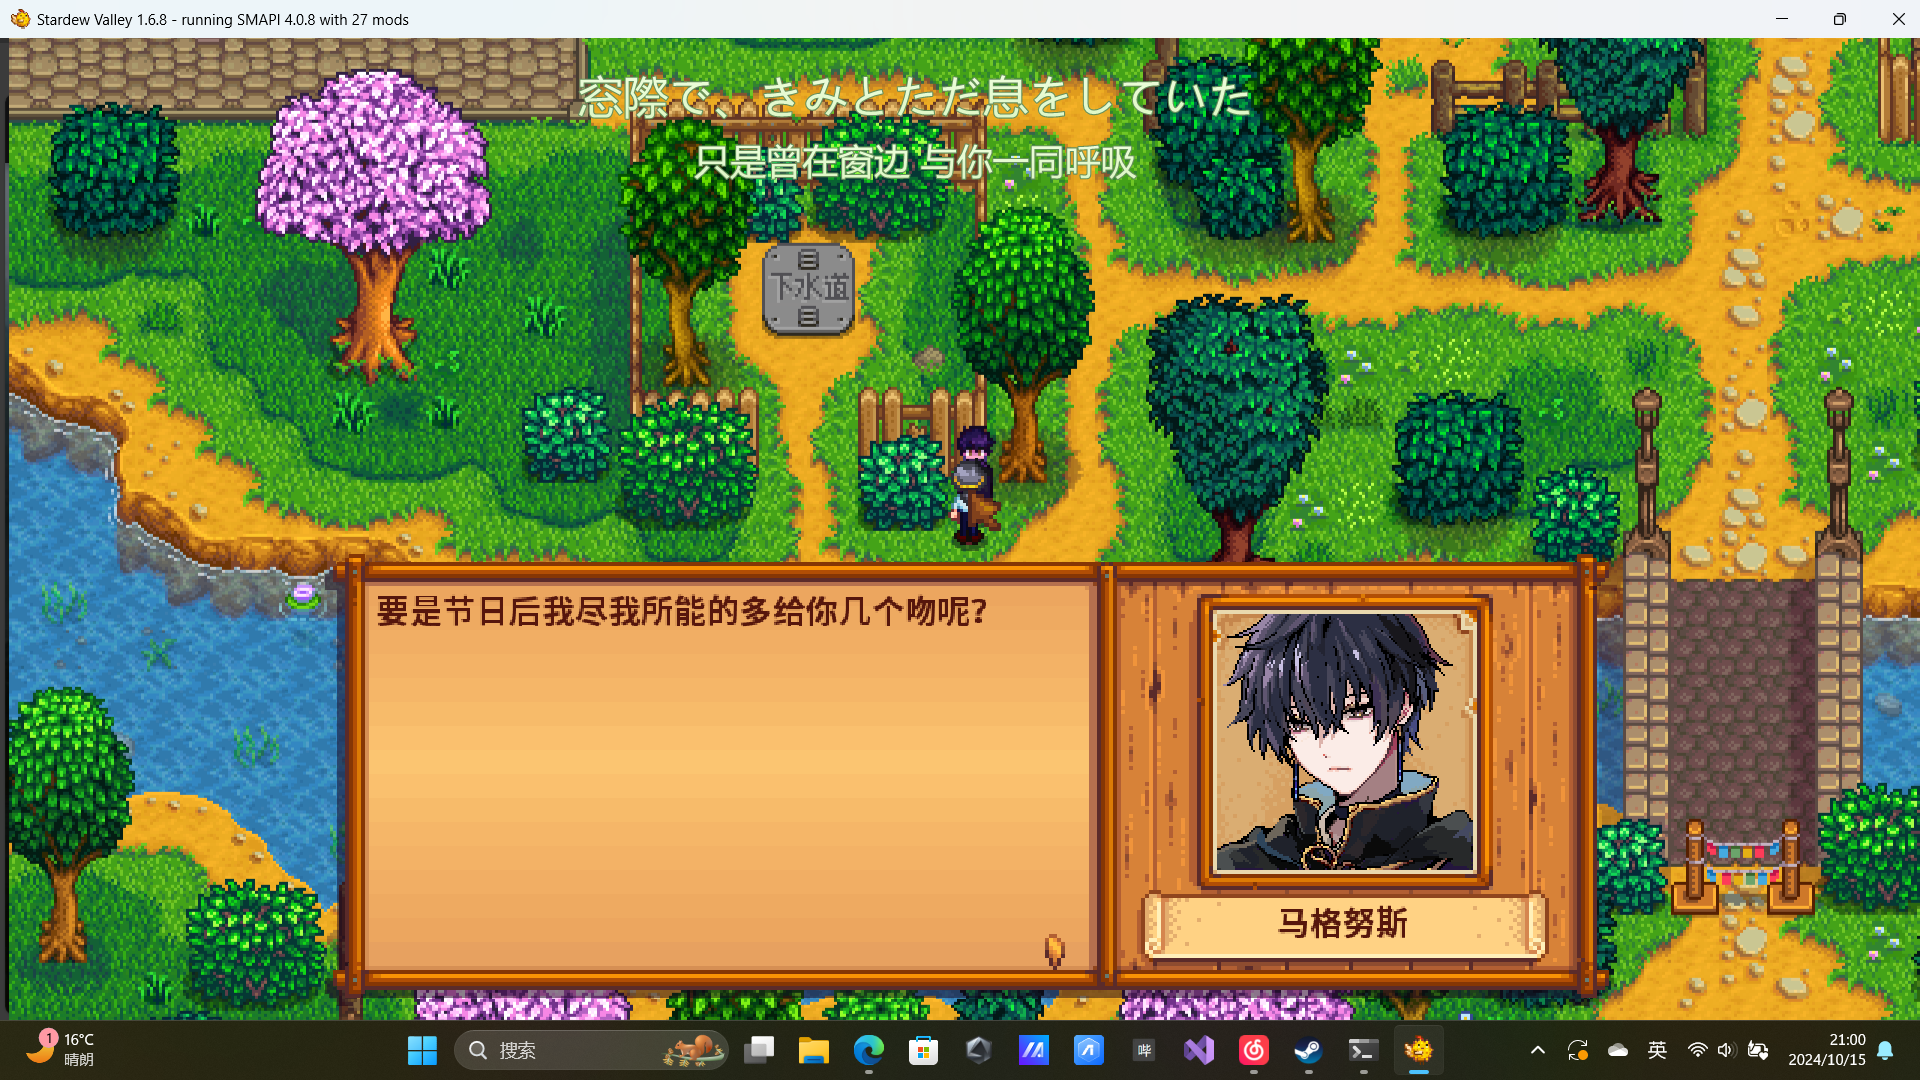 Stardew Valley 1.6.8 - running SMAPI 4.0.8 with 27 mods
窓際で、きみとただ息をしていた
只是曾在窗边 与你一同呼吸
下水道
要是节日后我尽我所能的多给你几个吻呢?
马格努斯
1
16°C
晴朗
搜索
英
21:00
2024/10/15